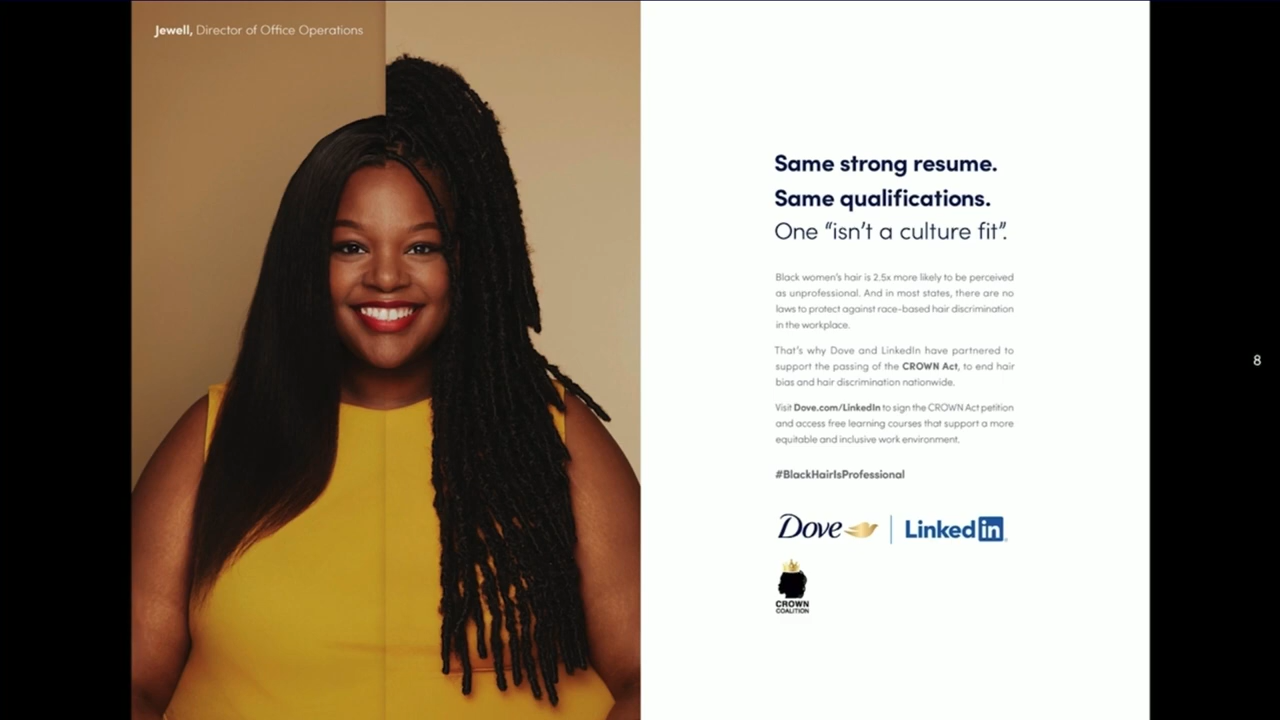 Jewell, Director of Office Operations
Same strong resume.
Same qualifications.
One “isn’t a culture fit”.
Black women’s hair is 2.5x more likely to be perceived
as unprofessional. And in most states, there are no
laws to protect against race-based hair discrimination
in the workplace.
That’s why Dove and LinkedIn have partnered to
support the passing of the CROWN Act, to end hair
bias and hair discrimination nationwide.
Visit Dove.com/LinkedIn to sign the CROWN Act petition
and access free learning courses that support a more
equitable and inclusive work environment.
#BlackHairIsProfessional
Dove
LinkedIn
CROWN
COALITION
8